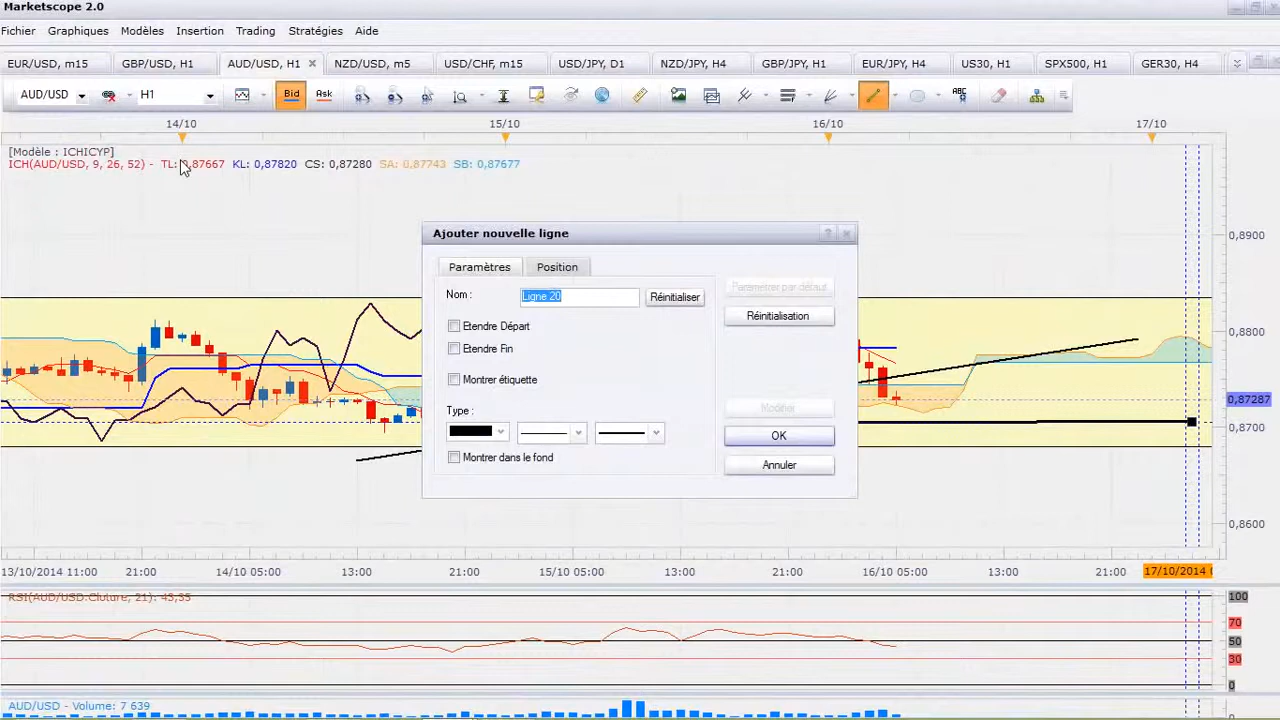 Marketscope 2.0
Fichier Graphiques Modèles Insertion Trading Stratégies Aide
EUR/USD, m15 GBP/USD, H1 AUD/USD, H1 NZD/USD, m5 USD/CHF, m15 USD/JPY, D1 NZD/JPY, H4 GBP/JPY, H1 EUR/JPY, H4 US30, H1 SPX500, H1 GER30, H4
AUD/USD H1 Bid Ask ABC
14/10 15/10 16/10 17/10
[Modèle : ICHICYP]
ICH(AUD/USD, 9, 26, 52) - TL: 0,87667 KL: 0,87820 CS: 0,87280 SA: 0,87743 SB: 0,87677
Ajouter nouvelle ligne
Paramètres Position
Nom : Ligne 20 Réinitialiser
Paramétrer par défaut
Réinitialisation
Etendre Départ
Etendre Fin
Montrer étiquette
Type :
Modifier
OK
Montrer dans le fond
Annuler
0,8900
0,8800
0,87287
0,8700
0,8600
13/10/2014 11:00 21:00 14/10 05:00 13:00 21:00 15/10 05:00 13:00 21:00 16/10 05:00 13:00 21:00 17/10/2014
RSI(AUD/USD.Cloture, 21): 43,35
100
70
50
30
0
AUD/USD - Volume: 7 639